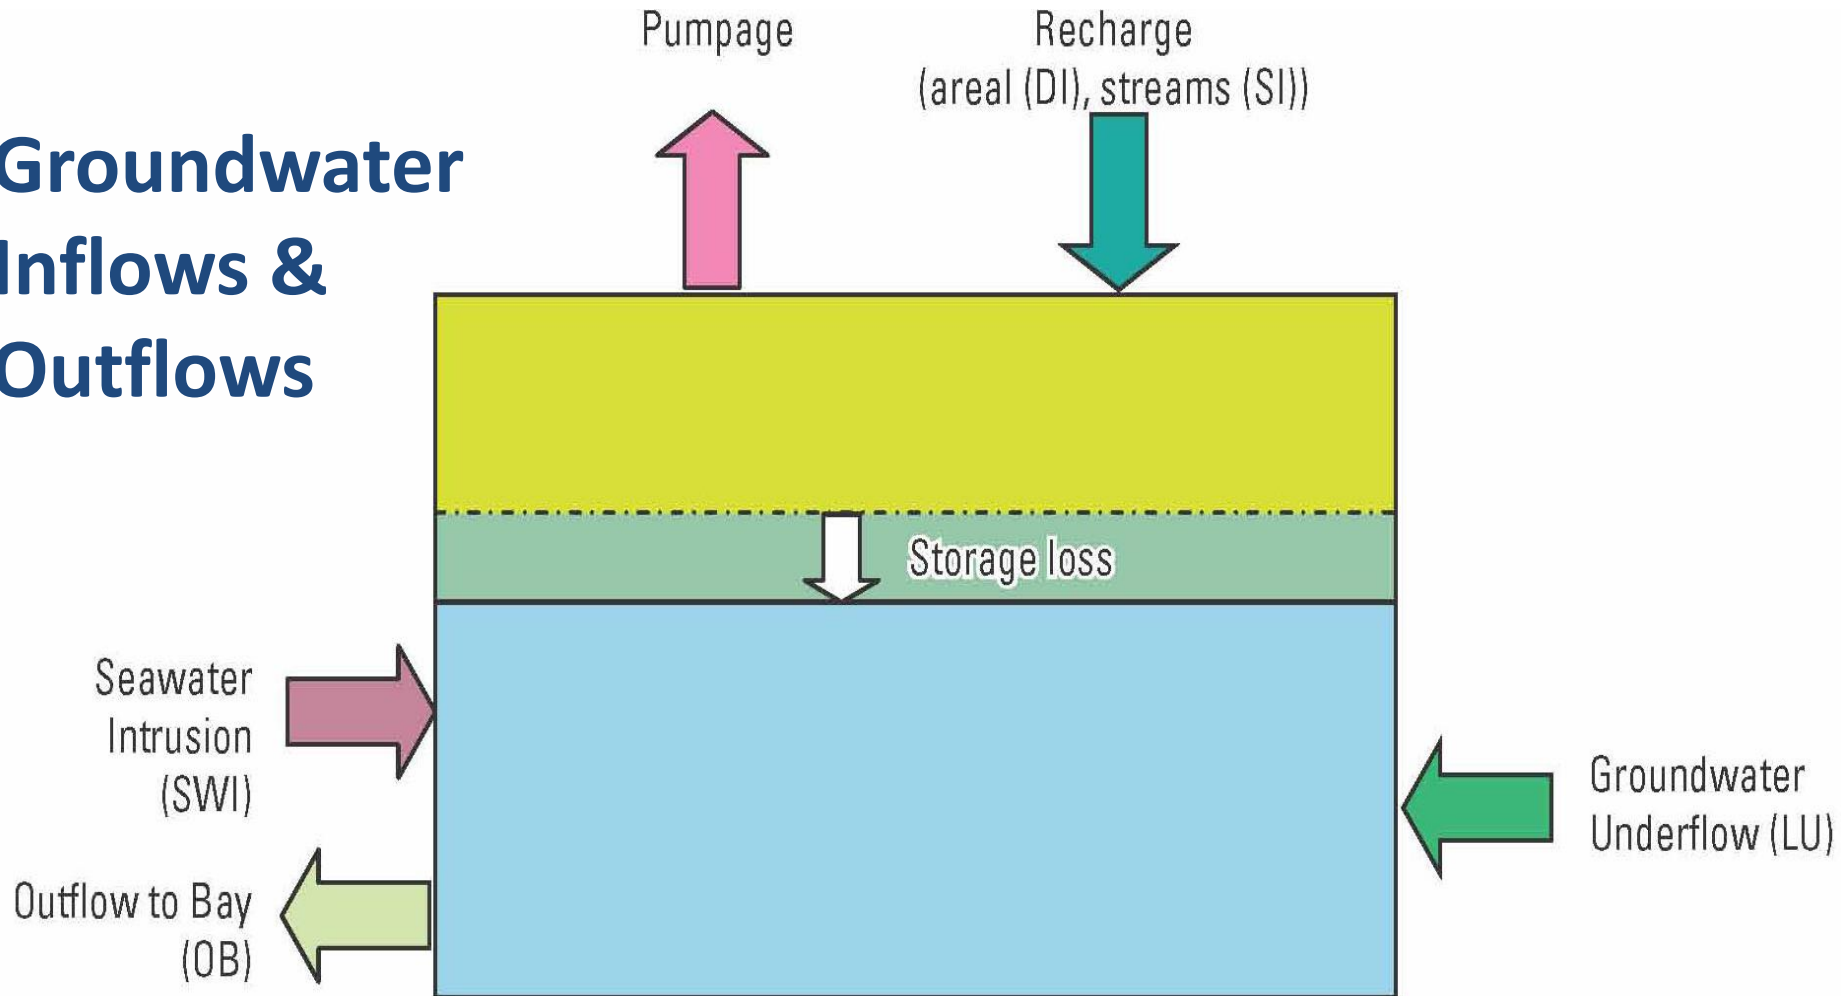 Groundwater
Inflows &
Outflows
Pumpage
Recharge
(areal (DI), streams (SI))
Storage loss
Seawater
Intrusion
(SWI)
Outflow to Bay
(OB)
Groundwater
Underflow (LU)